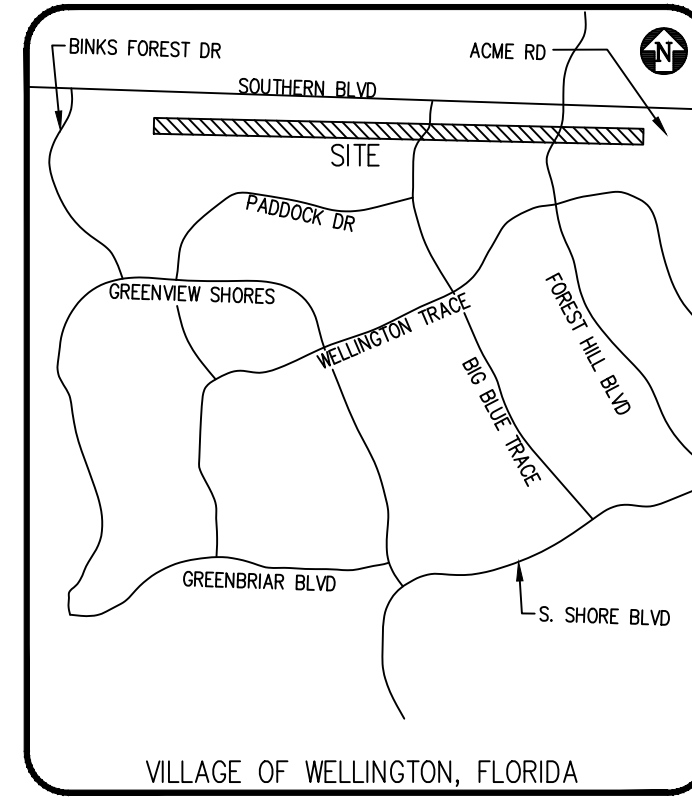 BINKS FOREST DR
ACME RD
N
SOUTHERN BLVD
SITE
PADDOCK DR
GREENVIEW SHORES
WELLINGTON TRACE
FOREST HILL BLVD
BIG BLUE TRACE
GREENBRIAR BLVD
S. SHORE BLVD
VILLAGE OF WELLINGTON, FLORIDA